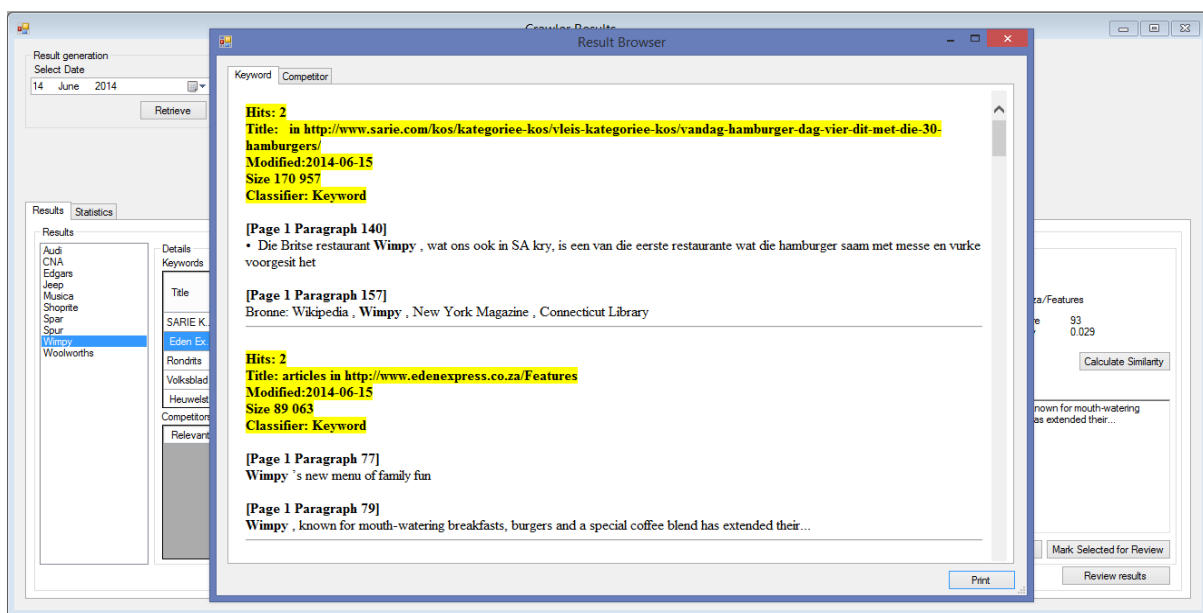 Crawler Results
Result generation
Select Date
14 June 2014
Retrieve
Results Statistics
Results
Audi
CNA
Edgars
Jeep
Musica
Shoprite
Spar
Spur
Wimpy
Woolworths
Details
Keywords
Title
SARIE K...
Eden Ex
Rondrits
Volksblad
Heuwelst
Competitors
Relevant
Result Browser
Keyword Competitor
Hits: 2
Title: in http://www.sarie.com/kos/kategoriee-kos/vleis-kategoriee-kos/vandag-hamburger-dag-vier-dit-met-die-30-
hamburgers/
Modified:2014-06-15
Size 170 957
Classifier: Keyword
[Page 1 Paragraph 140]
• Die Britse restaurant Wimpy , wat ons ook in SA kry, is een van die eerste restaurante wat die hamburger saam met messe en vurke
voorgesit het
[Page 1 Paragraph 157]
Bronne: Wikipedia , Wimpy , New York Magazine , Connecticut Library
Hits: 2
Title: articles in http://www.edenexpress.co.za/Features
Modified:2014-06-15
Size 89 063
Classifier: Keyword
[Page 1 Paragraph 77]
Wimpy ’s new menu of family fun
[Page 1 Paragraph 79]
Wimpy , known for mouth-watering breakfasts, burgers and a special coffee blend has extended their...
Print
za/Features
93
0.029
Calculate Similarity
nown for mouth-watering
as extended their...
Mark Selected for Review
Review results